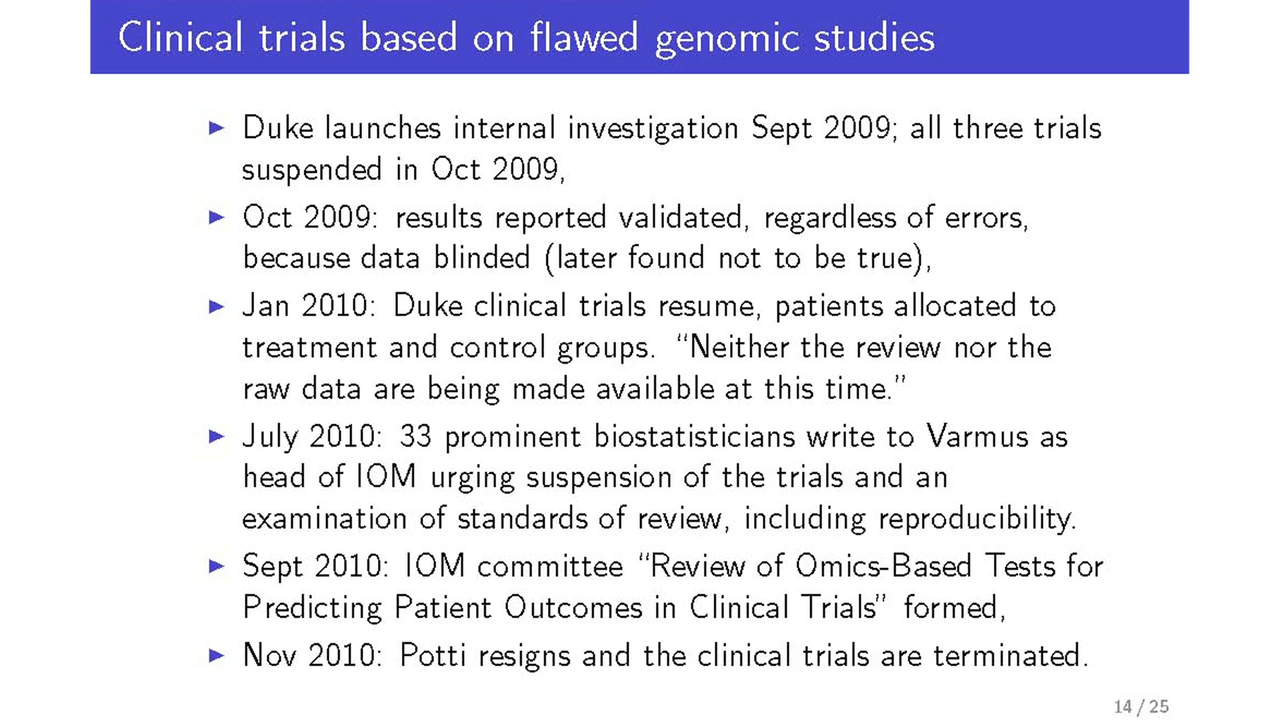 Clinical trials based on flawed genomic studies
▶ Duke launches internal investigation Sept 2009; all three trials
suspended in Oct 2009,
▶ Oct 2009: results reported validated, regardless of errors,
because data blinded (later found not to be true),
▶ Jan 2010: Duke clinical trials resume, patients allocated to
treatment and control groups. “Neither the review nor the
raw data are being made available at this time.”
▶ July 2010: 33 prominent biostatisticians write to Varmus as
head of IOM urging suspension of the trials and an
examination of standards of review, including reproducibility.
▶ Sept 2010: IOM committee “Review of Omics-Based Tests for
Predicting Patient Outcomes in Clinical Trials” formed,
▶ Nov 2010: Potti resigns and the clinical trials are terminated.
14 / 25